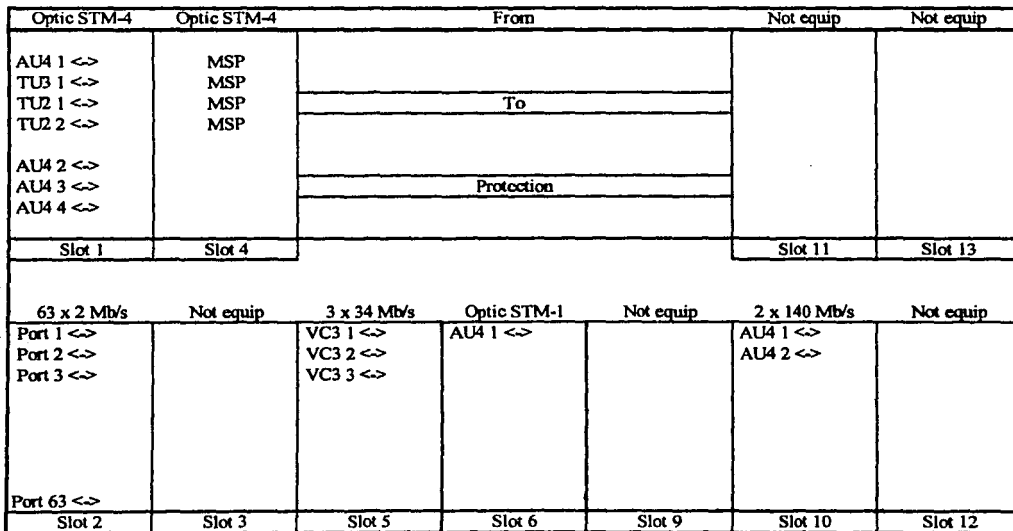 Optic STM-4 Optic STM-4 From Not equip Not equip
AU4 1 <-> MSP
TU3 1 <-> MSP
TU2 1 <-> MSP To
TU2 2 <-> MSP
AU4 2 <->
AU4 3 <-> Protection
AU4 4 <->
Slot 1 Slot 4 Slot 11 Slot 13
63 x 2 Mb/s Not equip 3 x 34 Mb/s Optic STM-1 Not equip 2 x 140 Mb/s Not equip
Port 1 <-> VC3 1 <-> AU4 1 <-> AU4 1 <->
Port 2 <-> VC3 2 <-> AU4 2 <->
Port 3 <-> VC3 3 <->
Port 63 <->
Slot 2 Slot 3 Slot 5 Slot 6 Slot 9 Slot 10 Slot 12